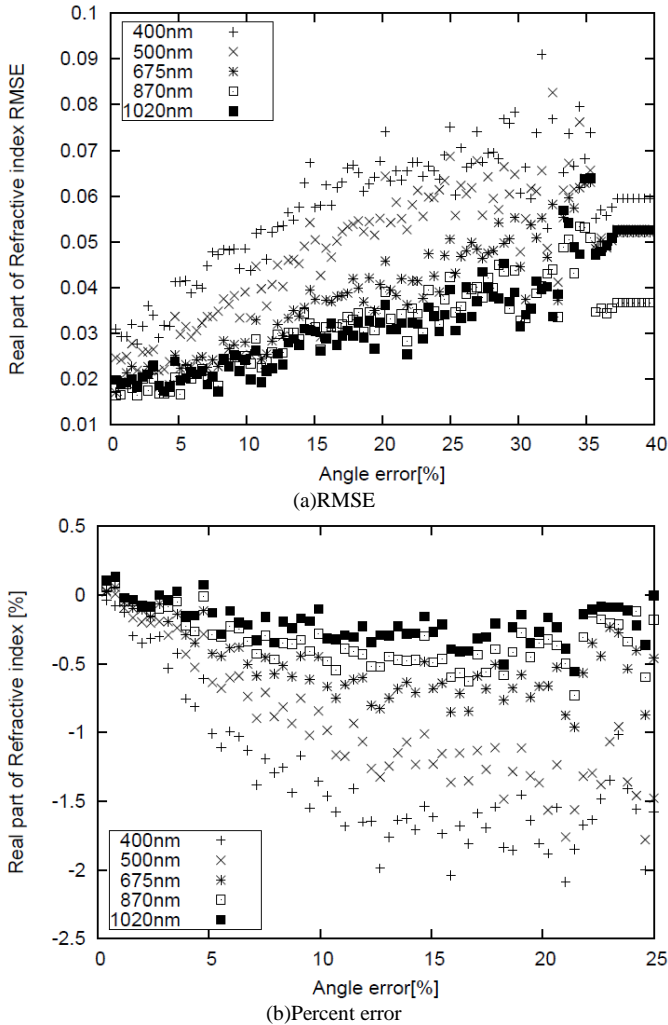 Real part of Refractive index RMSE
0.1
0.09
0.08
0.07
0.06
0.05
0.04
0.03
0.02
0.01
400nm
500nm
675nm
870nm
1020nm
0 5 10 15 20 25 30 35 40
Angle error[%]
(a)RMSE
Real part of Refractive index [%]
0.5
0
-0.5
-1
-1.5
-2
-2.5
400nm
500nm
675nm
870nm
1020nm
0 5 10 15 20 25
Angle error[%]
(b)Percent error